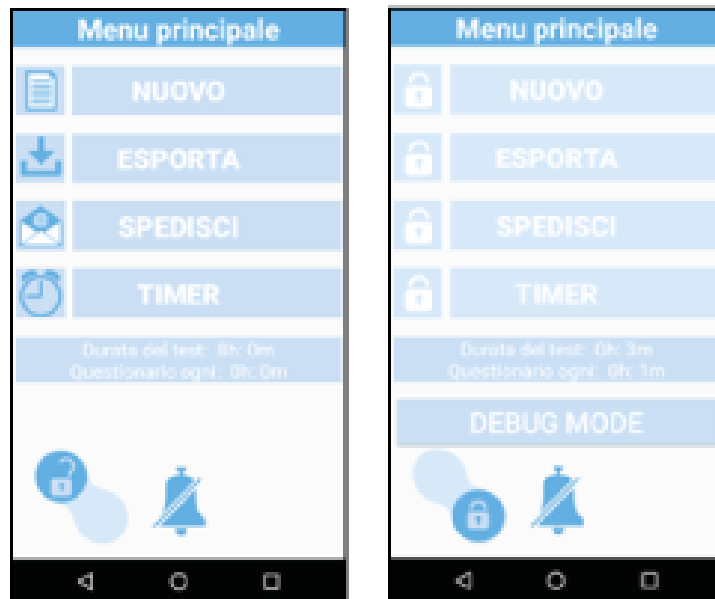 Menu principale
NUOVO
ESPORTA
SPEDISCI
TIMER
Durata del test: 8h: 0m
Questionario ogni: 0h: 0m
Menu principale
NUOVO
ESPORTA
SPEDISCI
TIMER
Durata del test: 0h: 3m
Questionario ogni: 0h: 1m
DEBUG MODE